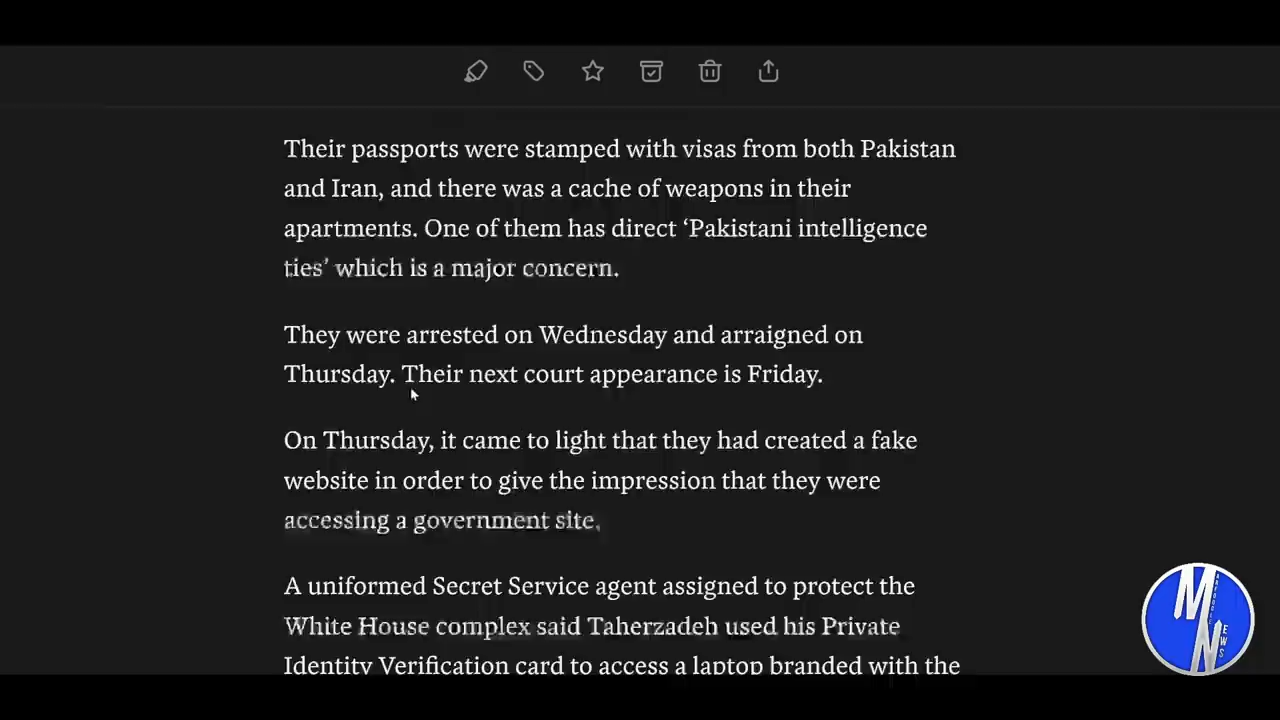 Their passports were stamped with visas from both Pakistan
and Iran, and there was a cache of weapons in their
apartments. One of them has direct ‘Pakistani intelligence
ties’ which is a major concern.
They were arrested on Wednesday and arraigned on
Thursday. Their next court appearance is Friday.
On Thursday, it came to light that they had created a fake
website in order to give the impression that they were
accessing a government site.
A uniformed Secret Service agent assigned to protect the
White House complex said Taherzadeh used his Private
Identity Verification card to access a laptop branded with the